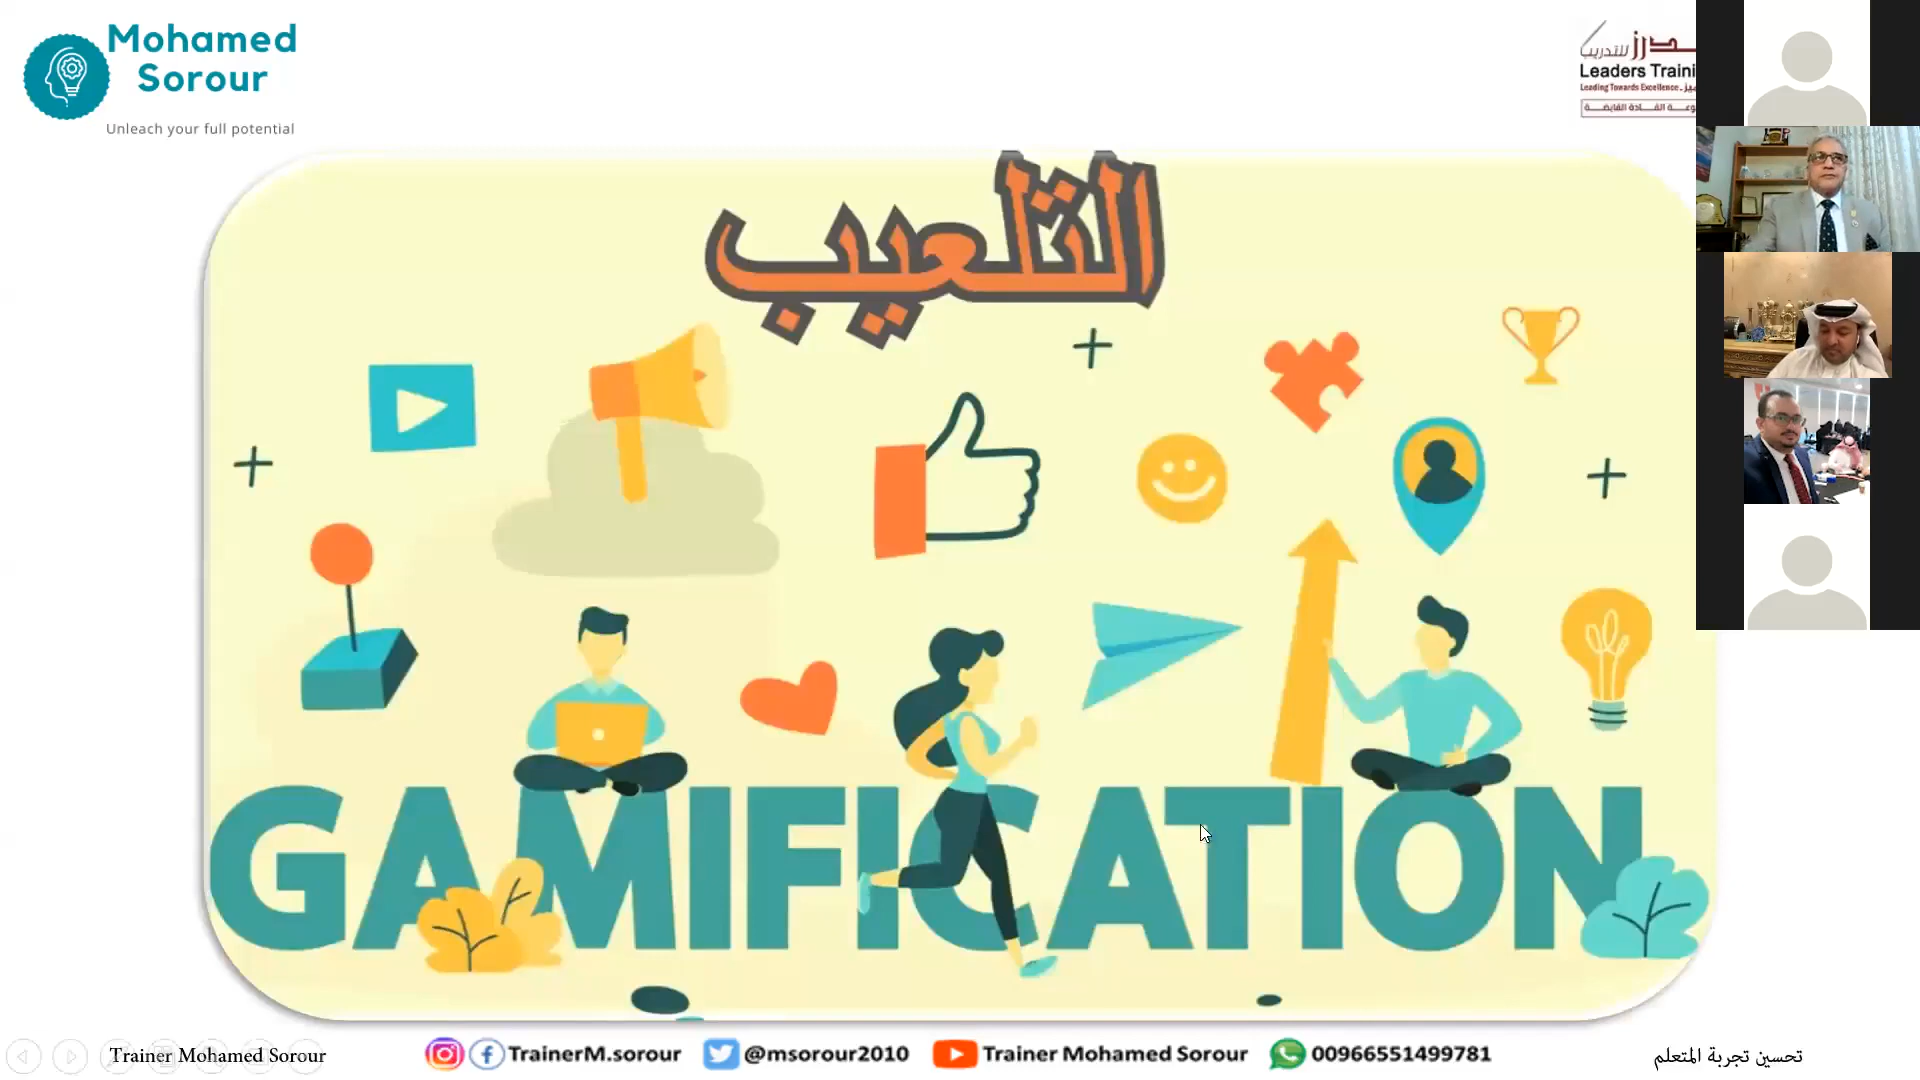 Mohamed
Sorour
Unleach your full potential
للتدريب
Leaders Traini
Leading Towards Excellence
التلعيب
GAMIFICATION
Trainer Mohamed Sorour
TrainerM.sorour
@msorour2010
Trainer Mohamed Sorour
00966551499781
تحسين تجربة المتعلم